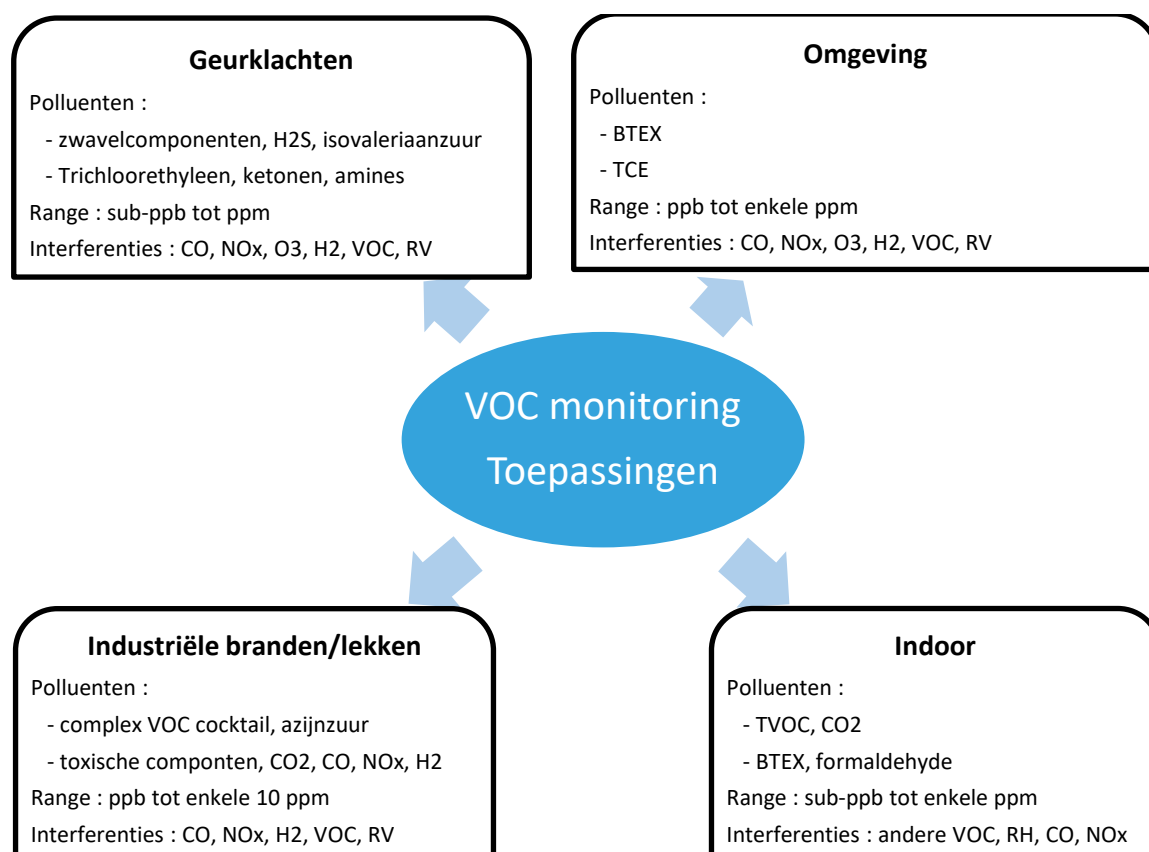 Geurklachten
Polluenten :
- zwavelcomponenten, H2S, isovaleriaanzuur
- Trichloorethyleen, ketonen, amines
Range : sub-ppb tot ppm
Interferenties : CO, NOx, O3, H2, VOC, RV
Omgeving
Polluenten :
- BTEX
- TCE
Range : ppb tot enkele ppm
Interferenties : CO, NOx, O3, H2, VOC, RV
VOC monitoring
Toepassingen
Industriële branden/lekken
Polluenten :
- complex VOC cocktail, azijnzuur
- toxische componten, CO2, CO, NOx, H2
Range : ppb tot enkele 10 ppm
Interferenties : CO, NOx, H2, VOC, RV
Indoor
Polluenten :
- TVOC, CO2
- BTEX, formaldehyde
Range : sub-ppb tot enkele ppm
Interferenties : andere VOC, RH, CO, NOx